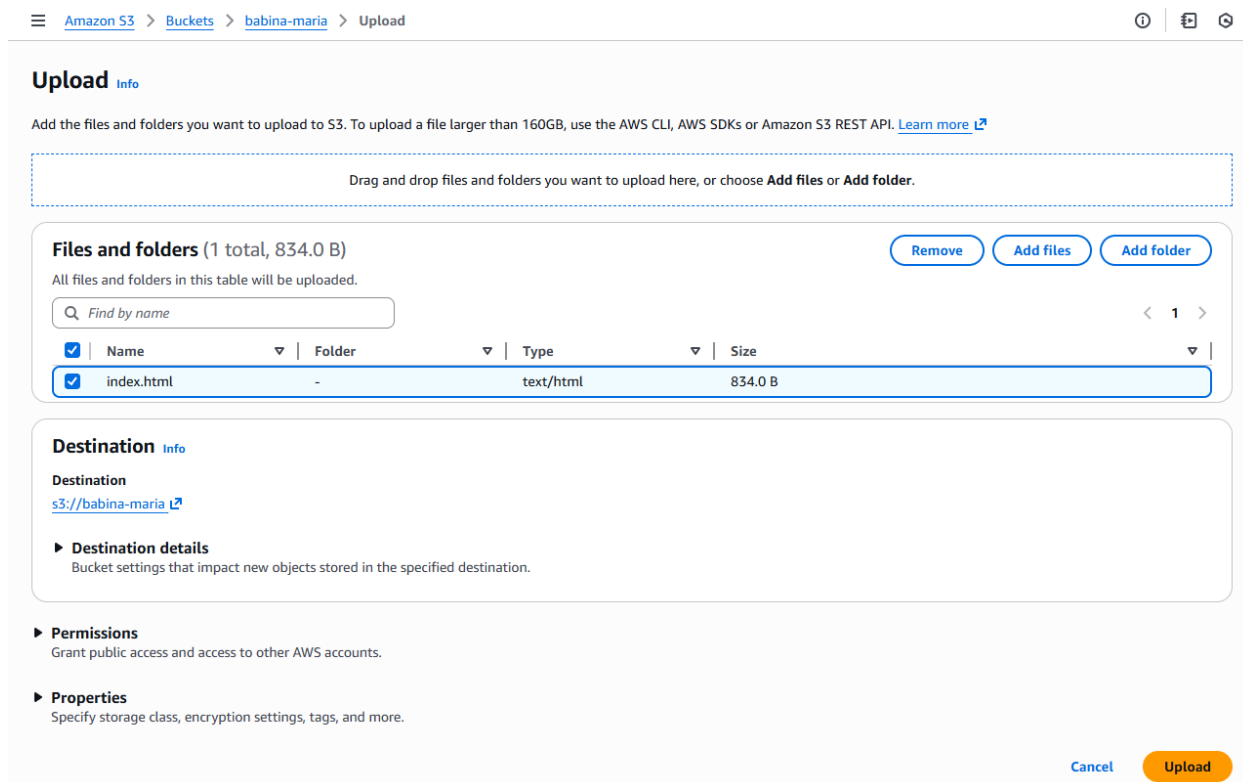 Amazon S3 > Buckets > babina-maria > Upload
Upload Info
Add the files and folders you want to upload to S3. To upload a file larger than 160GB, use the AWS CLI, AWS SDKs or Amazon S3 REST API. Learn more
Drag and drop files and folders you want to upload here, or choose Add files or Add folder.
Files and folders (1 total, 834.0 B)
Remove Add files Add folder
All files and folders in this table will be uploaded.
Find by name
< 1 >
Name Folder Type Size
index.html - text/html 834.0 B
Destination Info
Destination
s3://babina-maria
Destination details
Bucket settings that impact new objects stored in the specified destination.
Permissions
Grant public access and access to other AWS accounts.
Properties
Specify storage class, encryption settings, tags, and more.
Cancel Upload